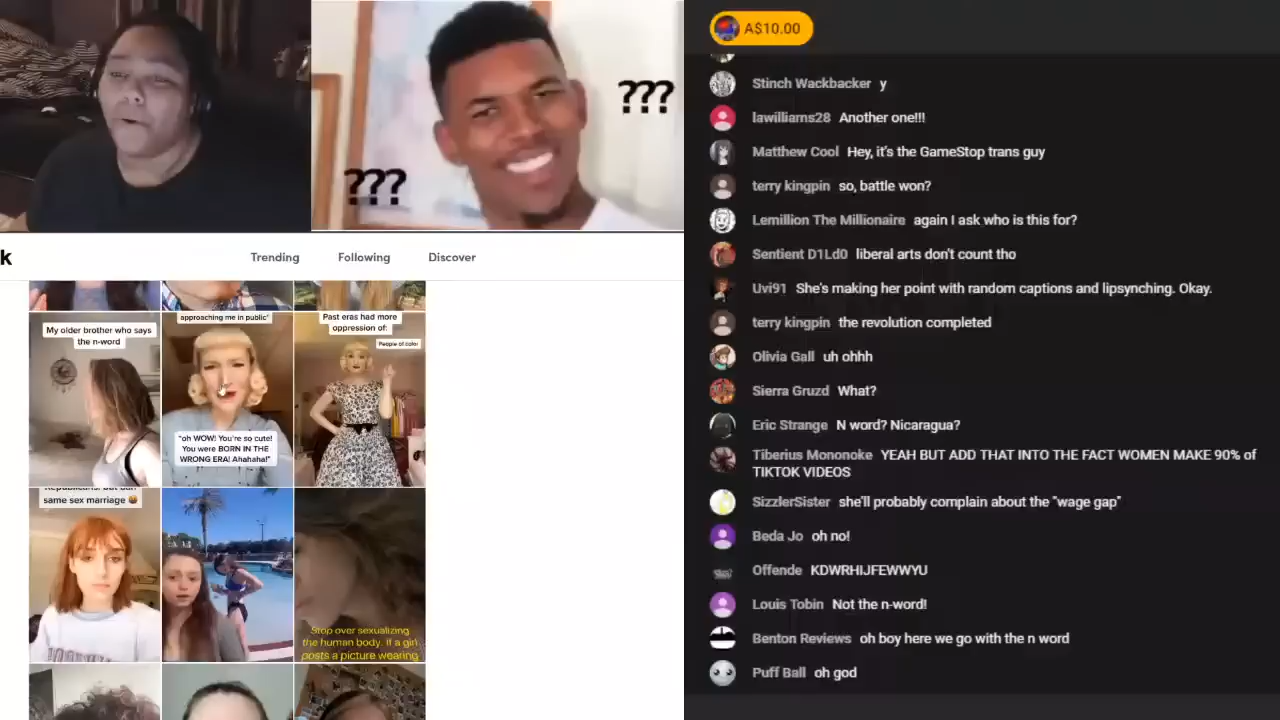 ???
???
k
Trending Following Discover
My older brother who says
the n-word
approaching me in public"
"oh WOW! You're so cute!
You were BORN IN THE
WRONG ERA! Ahahaha!"
Past eras had more
oppression of:
People of color
same sex marriage
Stop over sexualizing
the human body. If a girl
posts a picture wearing
A$10.00
Stinch Wackbacker y
lawilliams28 Another one!!!
Matthew Cool Hey, it's the GameStop trans guy
terry kingpin so, battle won?
Lemillion The Millionaire again I ask who is this for?
Sentient D1Ld0 liberal arts don't count tho
Uvi91 She's making her point with random captions and lipsynching. Okay.
terry kingpin the revolution completed
Olivia Gall uh ohhh
Sierra Gruzd What?
Eric Strange N word? Nicaragua?
Tiberius Mononoke YEAH BUT ADD THAT INTO THE FACT WOMEN MAKE 90% of
TIKTOK VIDEOS
SizzlerSister she'll probably complain about the "wage gap"
Beda Jo oh no!
Offende KDWRHIJFEWWYU
Louis Tobin Not the n-word!
Benton Reviews oh boy here we go with the n word
Puff Ball oh god